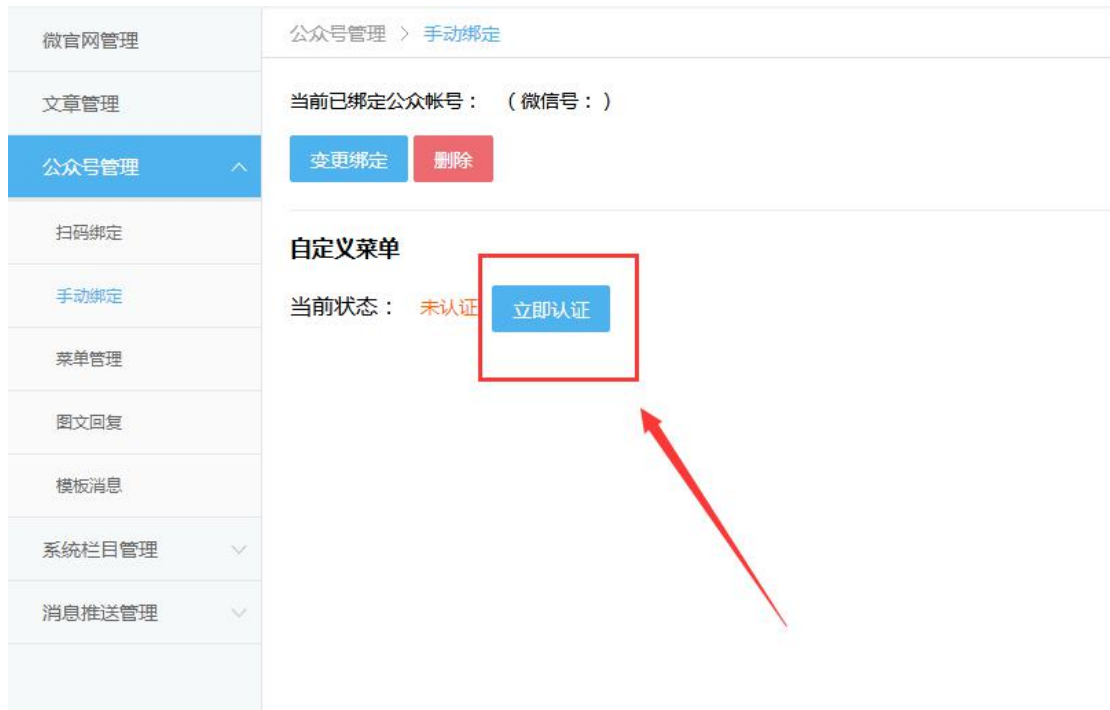 微官网管理
文章管理
公众号管理
扫码绑定
手动绑定
菜单管理
图文回复
模板消息
系统栏目管理
消息推送管理
公众号管理 > 手动绑定
当前已绑定公众帐号： （微信号：）
变更绑定 删除
自定义菜单
当前状态： 未认证 立即认证